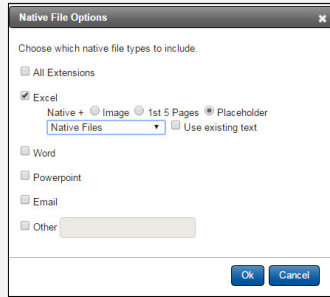 Native File Options
Choose which native file types to include.
All Extensions
Excel
Native + Image 1st 5 Pages Placeholder
Native Files Use existing text
Word
Powerpoint
Email
Other
Ok Cancel